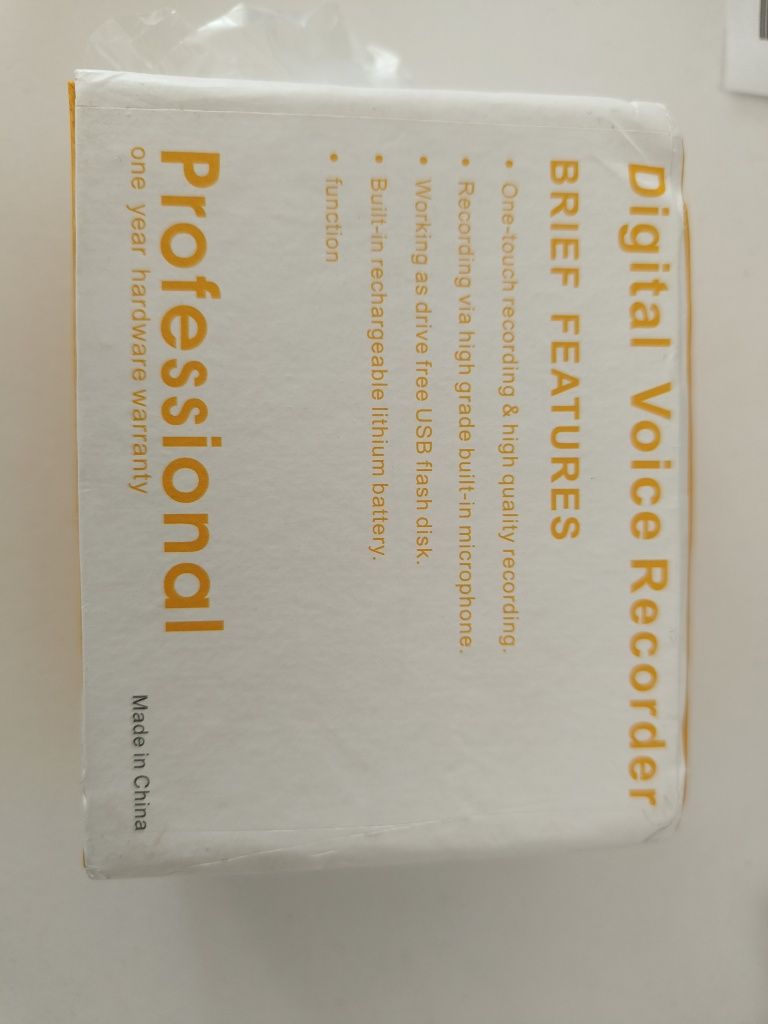 Digital Voice Recorder
BRIEF FEATURES
• One-touch recording & high quality recording.
• Recording via high grade built-in microphone.
• Working as drive free USB flash disk.
• Built-in rechargeable lithium battery.
• function
Professional
one year hardware warranty
Made in China